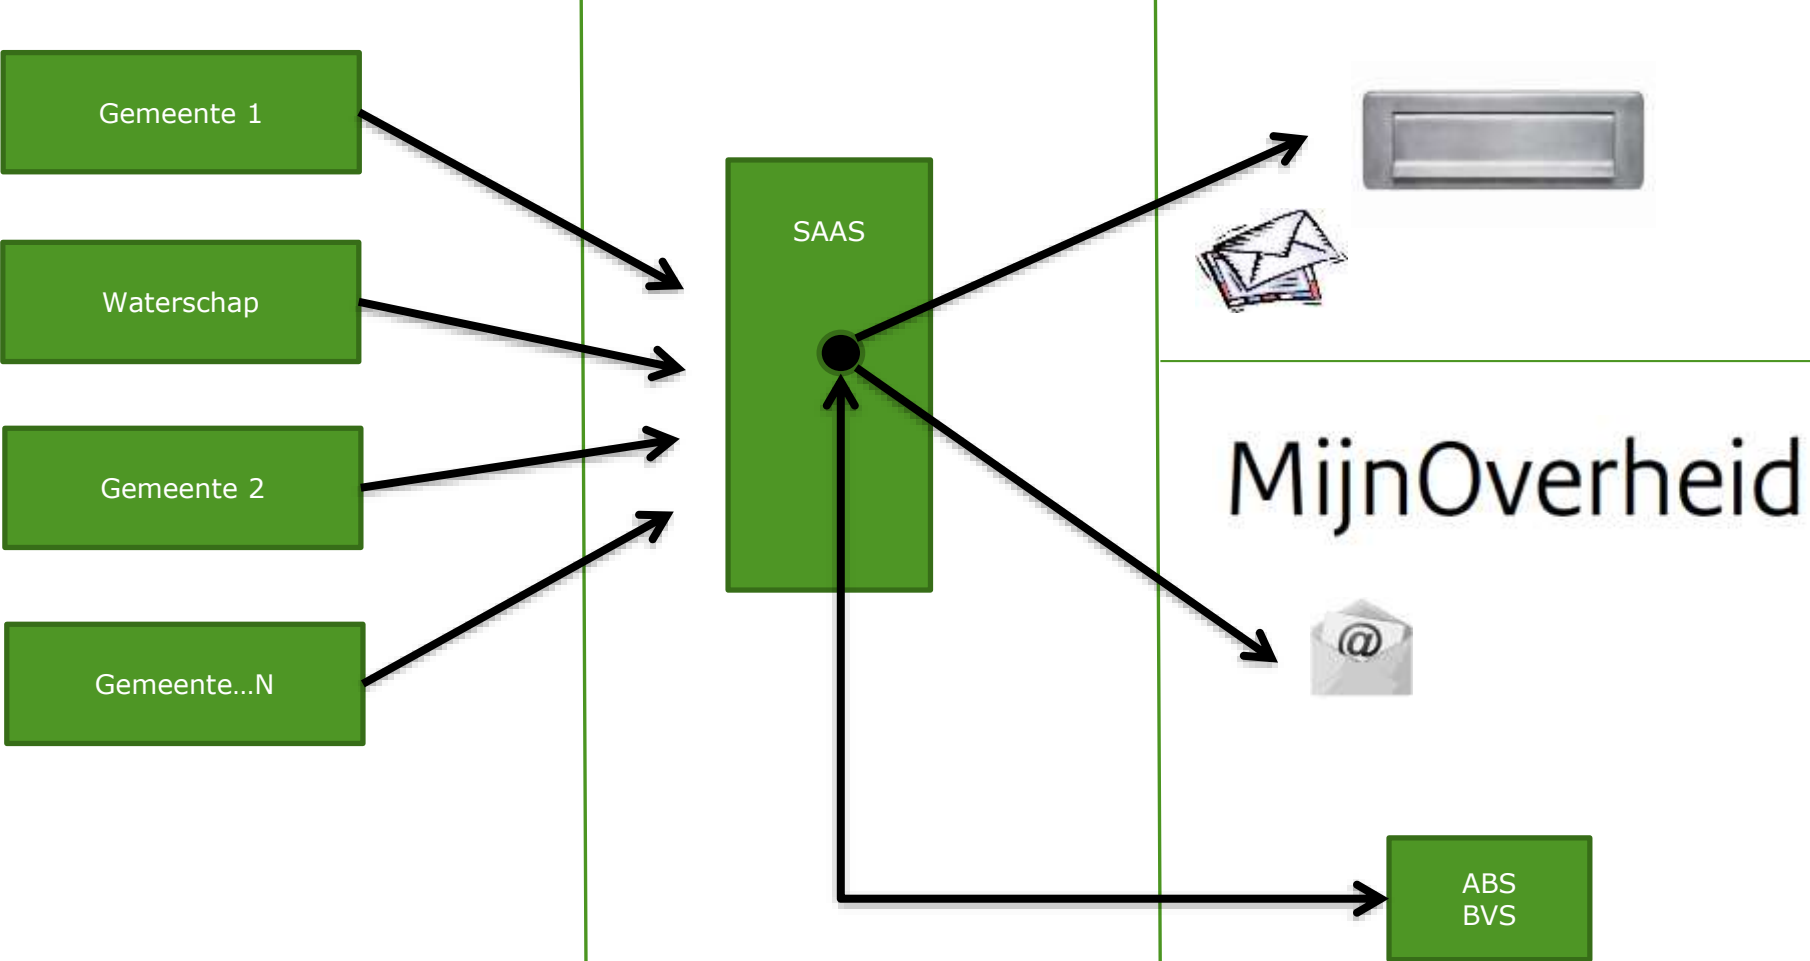 Gemeente 1
Waterschap
Gemeente 2
Gemeente...N
SAAS
MijnOverheid
@
ABS
BVS